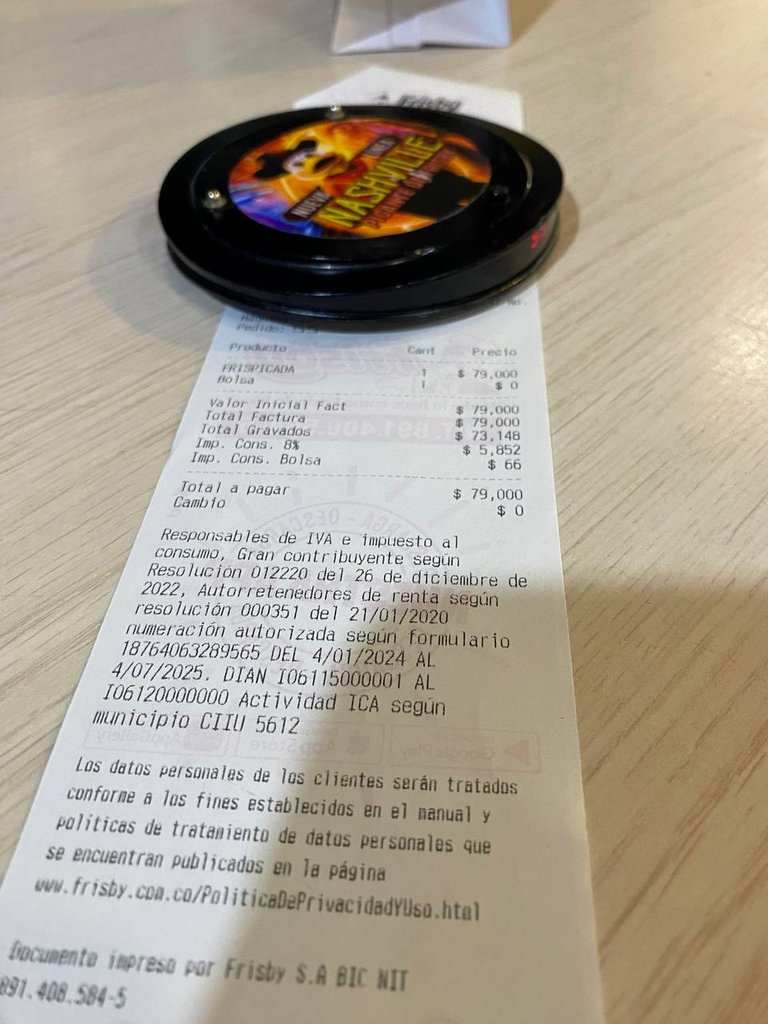 Frisby
NUEVO
NASHVILLE
Pedido:
Producto Cant Precio
FRISPICADA 1 $ 79,000
Bolsa 1 $ 0
Valor Inicial Fact $ 79,000
Total Factura $ 79,000
Total Gravados $ 73,148
Imp. Cons. 8% $ 5,852
Imp. Cons. Bolsa $ 66
Total a pagar $ 79,000
Cambio $ 0
Responsables de IVA e impuesto al
consumo, Gran contribuyente según
Resolución 012220 del 26 de diciembre de
2022, Autorretenedores de renta según
resolución 000351 del 21/01/2020
numeración autorizada según formulario
18764063289565 DEL 4/01/2024 AL
4/07/2025. DIAN I06115000001 AL
I06120000000 Actividad ICA según
municipio CIIU 5612
Los datos personales de los clientes serán tratados
conforme a los fines establecidos en el manual y
políticas de tratamiento de datos personales que
se encuentran publicados en la página
www.frisby.com.co/PoliticaDePrivacidadYUso.html
Documento impreso por Frisby S.A BIC NIT
891.408.584-5